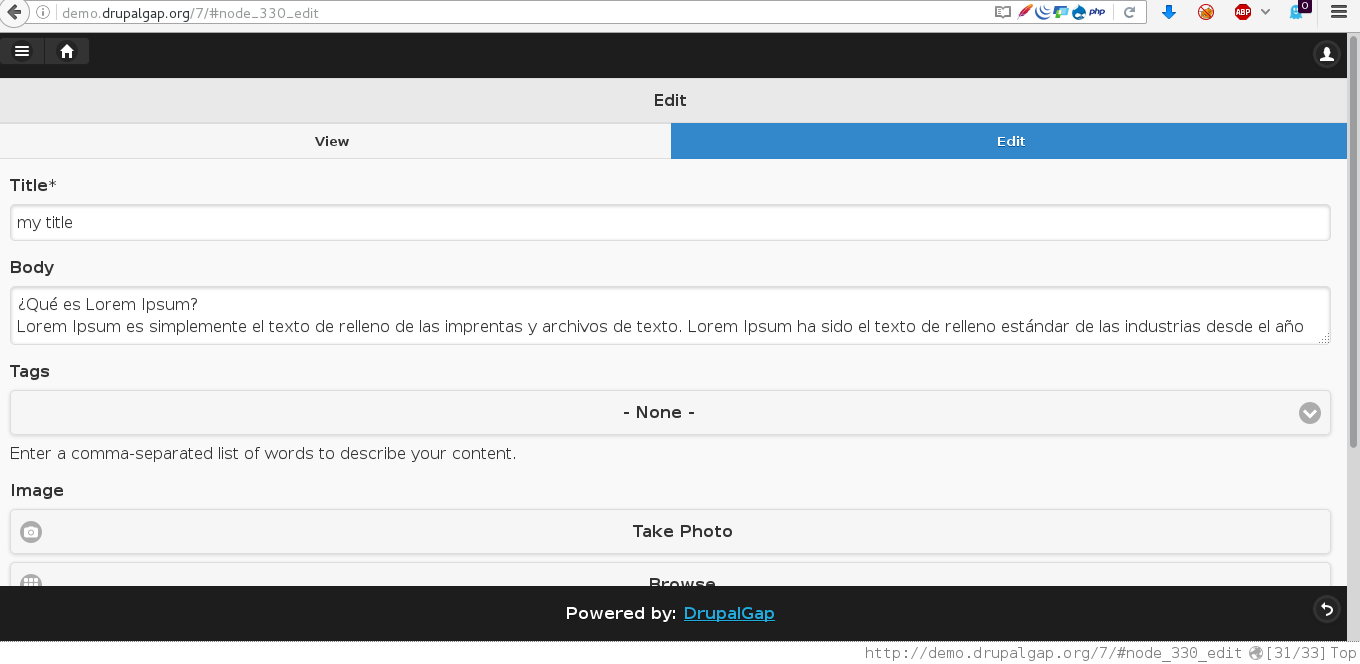 demo.drupalgap.org/7/#node_330_edit
php
ABP
0
Edit
View
Edit
Title*
my title
Body
¿Qué es Lorem Ipsum?
Lorem Ipsum es simplemente el texto de relleno de las imprentas y archivos de texto. Lorem Ipsum ha sido el texto de relleno estándar de las industrias desde el año
Tags
- None -
Enter a comma-separated list of words to describe your content.
Image
Take Photo
Browse
Powered by: DrupalGap
http://demo.drupalgap.org/7/#node_330_edit [31/33] Top